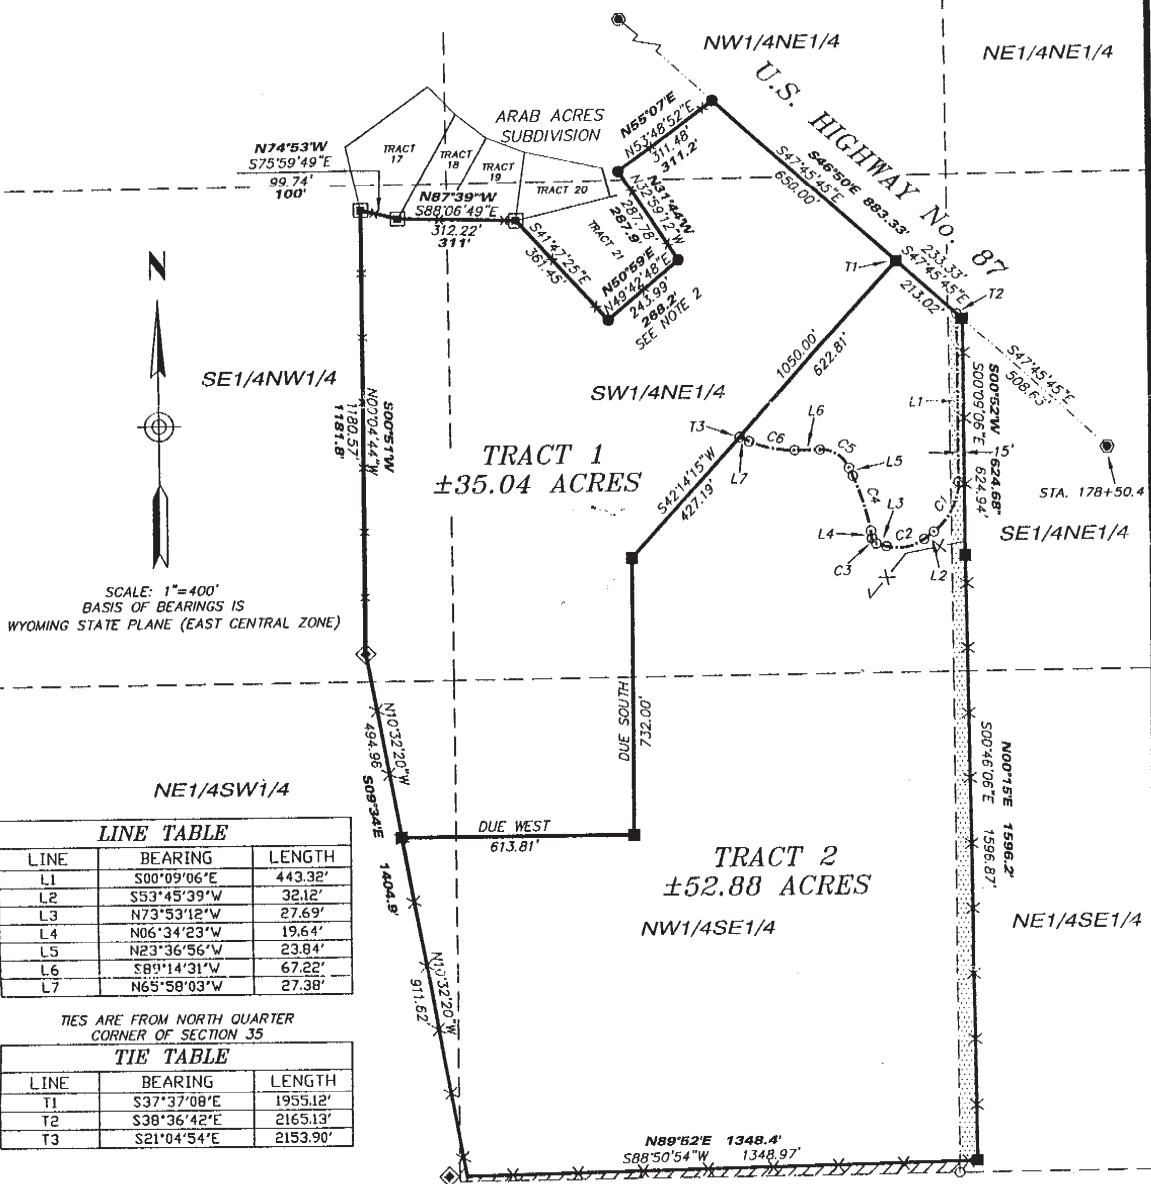 NW1/4NE1/4
NE1/4NE1/4
U.S. HIGHWAY No. 87
ARAB ACRES
SUBDIVISION
TRACT
17
TRACT
18
TRACT
19
TRACT 20
TRACT 21
N74°53'W
S75°59'49"E
99.74'
100'
N87°39"W
S88°06'49"E
312.22'
311'
S41°47'25"E
361.45'
N55°07'E
N53°48'52"E
311.48'
311.2'
N31°44'W
N32°59'12"W
287.78'
287.9'
N50°59'E
N49°42'48"E
243.99'
268.2'
SEE NOTE 2
S46°50'E 883.33'
S47°45'45"E
650.00'
233.33'
S47°45'45"E
213.02'
T1
T2
S47°45'45"E
508.63'
STA. 178+50.4
N
SE1/4NW1/4
SW1/4NE1/4
SE1/4NE1/4
1050.00'
622.81'
T3
L7
C6
L6
C5
L5
C4
L3
L4
C3
C2
C1
L2
L1
15'
S00°52'W 624.68"
S00°09'06"E 624.94'
S00°51'W
N00°04'44"W
1180.57'
1181.8'
TRACT 1
±35.04 ACRES
S42°14'15"W
427.19'
SCALE: 1"=400'
BASIS OF BEARINGS IS
WYOMING STATE PLANE (EAST CENTRAL ZONE)
DUE SOUTH
732.00'
N10°32'20"W
494.96'
S09°34'E 1404.9'
NE1/4SW1/4
DUE WEST
613.81'
N00°15'E 1596.2'
S00°46'06"E 1596.87'
TRACT 2
±52.88 ACRES
NW1/4SE1/4
NE1/4SE1/4
N10°32'20"W
911.62'
LINE TABLE
LINE BEARING LENGTH
L1 S00°09'06"E 443.32'
L2 S53°45'39"W 32.12'
L3 N73°53'12"W 27.69'
L4 N06°34'23"W 19.64'
L5 N23°36'56"W 23.84'
L6 S89°14'31"W 67.22'
L7 N65°58'03"W 27.38'
TIES ARE FROM NORTH QUARTER
CORNER OF SECTION 35
TIE TABLE
LINE BEARING LENGTH
T1 S37°37'08"E 1955.12'
T2 S38°36'42"E 2165.13'
T3 S21°04'54"E 2153.90'
N89°52'E 1348.4'
S88°50'54"W 1348.97'